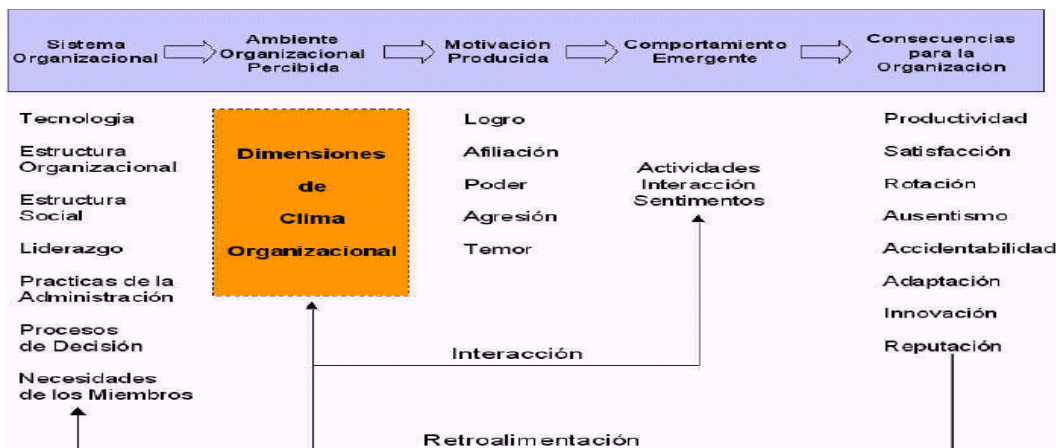 Sistema
Organizacional
Ambiente
Organizacional
Percibida
Motivación
Producida
Comportamiento
Emergente
Consecuencias
para la
Organización
Tecnologia
Estructura
Organizacional
Estructura
Social
Liderazgo
Practicas de la
Administración
Procesos
de Decisión
Necesidades
de los Miembros
Dimensiones
de
Clima
Organizacional
Logro
Afiliación
Poder
Agresión
Temor
Actividades
Interacción
Sentimentos
Productividad
Satisfacción
Rotación
Ausentismo
Accidentabilidad
Adaptación
Innovación
Reputación
Interacción
Retroalimentación